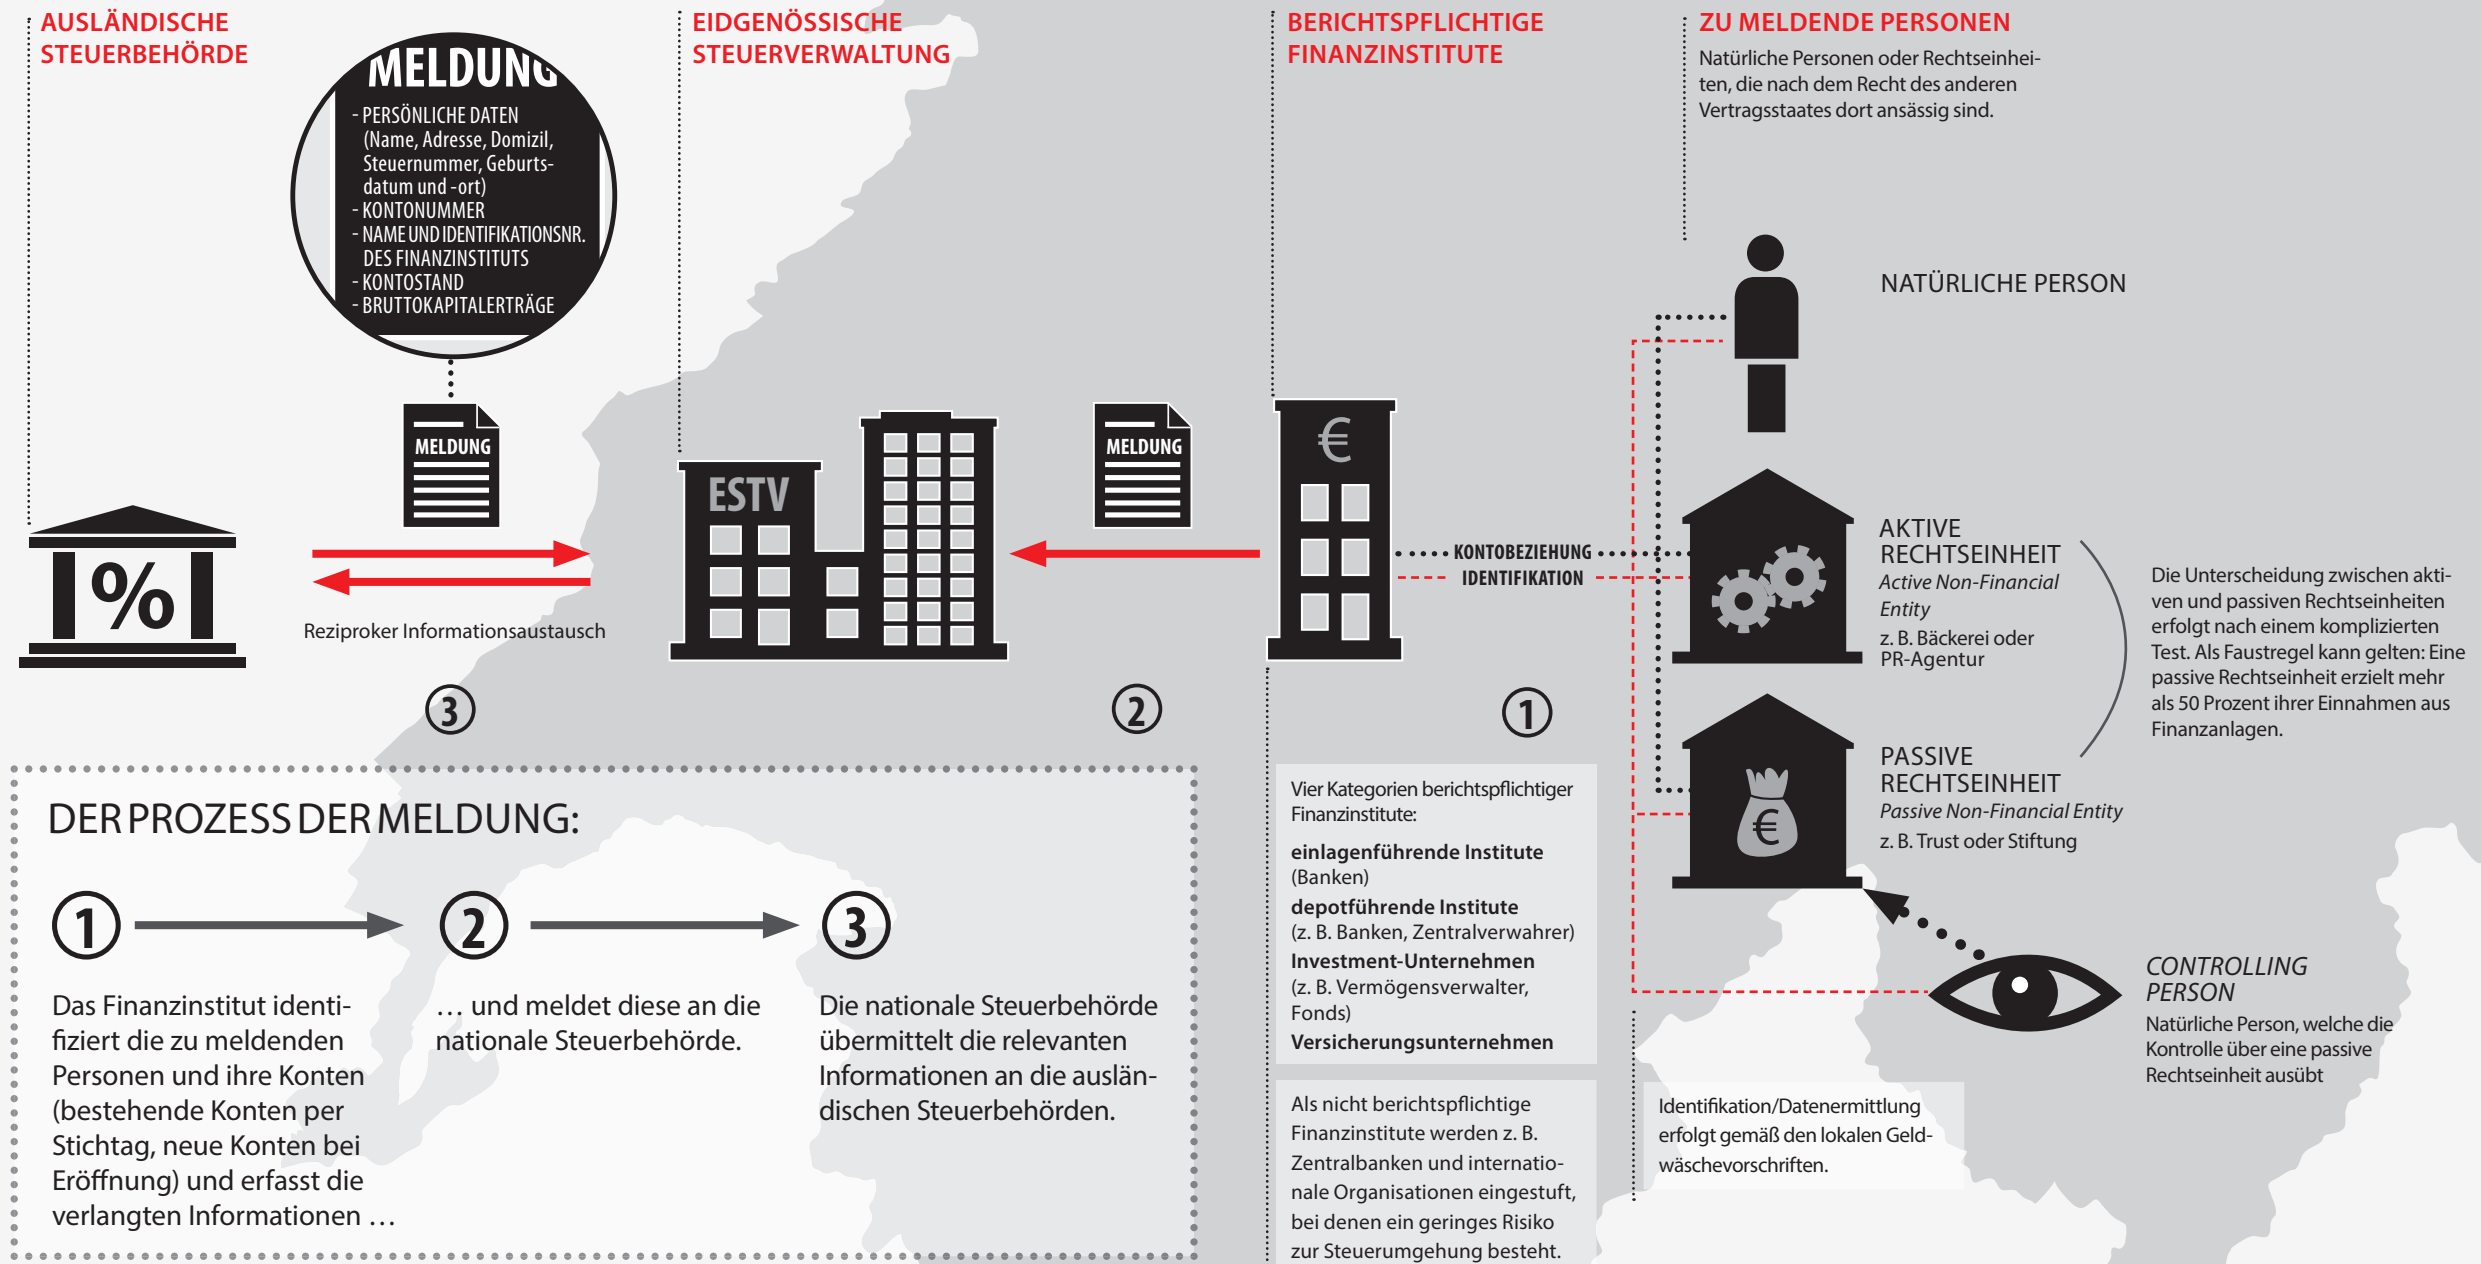 AUSLÄNDISCHE
STEUERBEHÖRDE
MELDUNG
- PERSÖNLICHE DATEN
(Name, Adresse, Domizil,
Steuernummer, Geburts-
datum und -ort)
- KONTONUMMER
- NAME UND IDENTIFIKATIONSNR.
DES FINANZINSTITUTS
- KONTOSTAND
- BRUTTOKAPITALERTRÄGE
MELDUNG
%
Reziproker Informationsaustausch
3
EIDGENÖSSISCHE
STEUERVERWALTUNG
ESTV
MELDUNG
2
BERICHTSPFLICHTIGE
FINANZINSTITUTE
€
KONTOBEZIEHUNG
IDENTIFIKATION
1
ZU MELDENDE PERSONEN
Natürliche Personen oder Rechtseinhei-
ten, die nach dem Recht des anderen
Vertragsstaates dort ansässig sind.
NATÜRLICHE PERSON
AKTIVE
RECHTSEINHEIT
Active Non-Financial
Entity
z. B. Bäckerei oder
PR-Agentur
Die Unterscheidung zwischen akti-
ven und passiven Rechtseinheiten
erfolgt nach einem komplizierten
Test. Als Faustregel kann gelten: Eine
passive Rechtseinheit erzielt mehr
als 50 Prozent ihrer Einnahmen aus
Finanzanlagen.
€
PASSIVE
RECHTSEINHEIT
Passive Non-Financial Entity
z. B. Trust oder Stiftung
CONTROLLING
PERSON
Natürliche Person, welche die
Kontrolle über eine passive
Rechtseinheit ausübt
Vier Kategorien berichtspflichtiger
Finanzinstitute:
einlagenführende Institute
(Banken)
depotführende Institute
(z. B. Banken, Zentralverwahrer)
Investment-Unternehmen
(z. B. Vermögensverwalter,
Fonds)
Versicherungsunternehmen
Als nicht berichtspflichtige
Finanzinstitute werden z. B.
Zentralbanken und internatio-
nale Organisationen eingestuft,
bei denen ein geringes Risiko
zur Steuerumgehung besteht.
Identifikation/Datenermittlung
erfolgt gemäß den lokalen Geld-
wäschevorschriften.
DER PROZESS DER MELDUNG:
1
Das Finanzinstitut identi-
fiziert die zu meldenden
Personen und ihre Konten
(bestehende Konten per
Stichtag, neue Konten bei
Eröffnung) und erfasst die
verlangten Informationen …
2
… und meldet diese an die
nationale Steuerbehörde.
3
Die nationale Steuerbehörde
übermittelt die relevanten
Informationen an die auslän-
dischen Steuerbehörden.